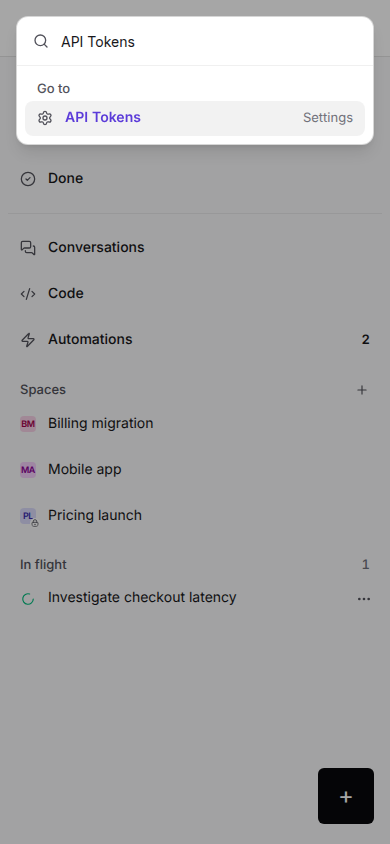 API Tokens
Go to
API Tokens Settings
Done
Conversations
Code
Automations 2
Spaces
BM Billing migration
MA Mobile app
PL Pricing launch
In flight 1
Investigate checkout latency